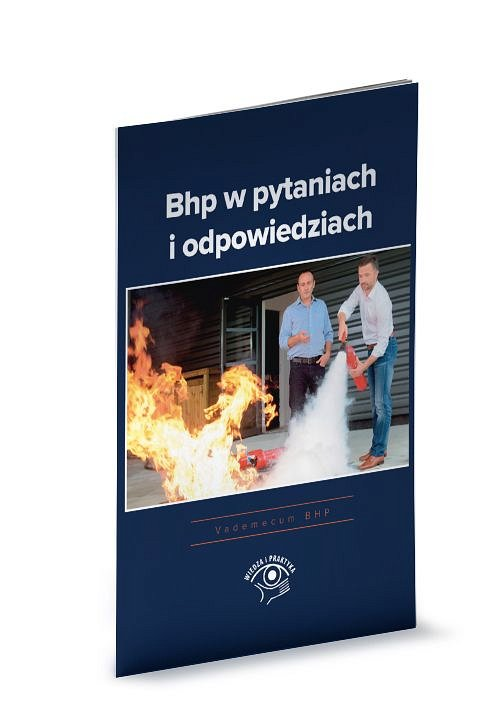 Bhp w pytaniach
i odpowiedziach
Vademecum BHP
WIEDZA I PRAKTYKA